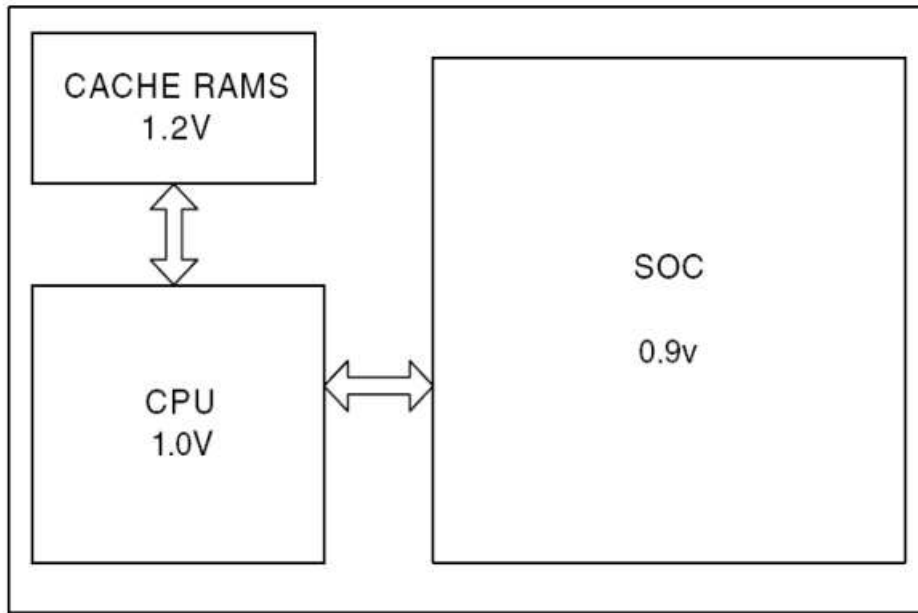 CACHE RAMS
1.2V
SOC
0.9v
CPU
1.0V